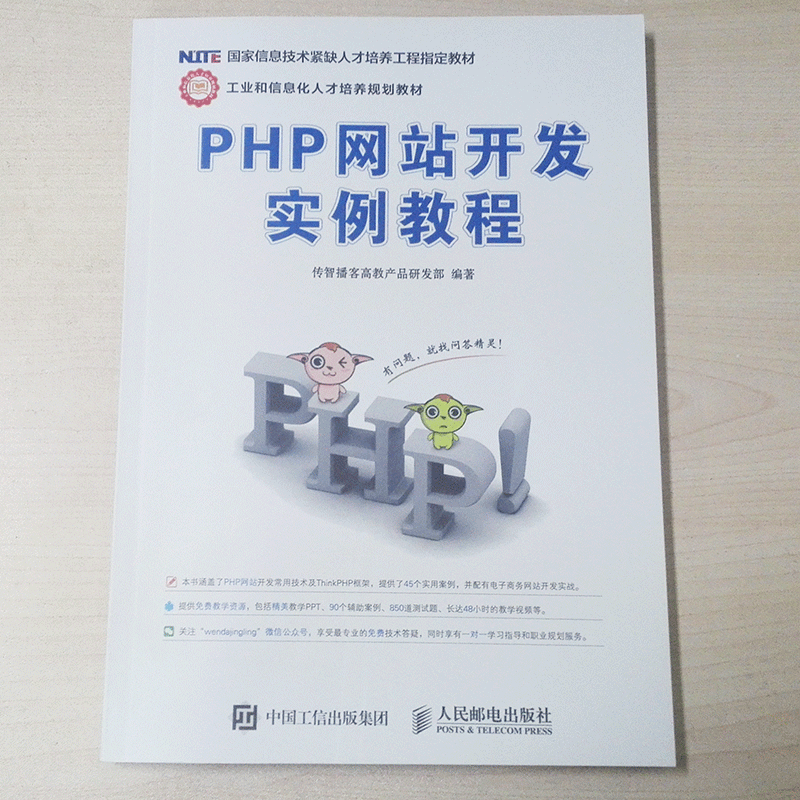 NITE 国家信息技术紧缺人才培养工程指定教材
工业和信息化人才培养规划教材
PHP网站开发
实例教程
传智播客高教产品研发部 编著
有问题，就找问答精灵！
PHP!
本书涵盖了PHP网站开发常用技术及ThinkPHP框架，提供了45个实用案例，并配有电子商务网站开发实战。
提供免费教学资源，包括精美教学PPT、90个辅助案例、850道测试题、长达48小时的教学视频等。
关注“wendajingling”微信公众号，享受最专业的免费技术答疑，同时享有一对一学习指导和职业规划服务。
中国工信出版集团
人民邮电出版社
POSTS & TELECOM PRESS